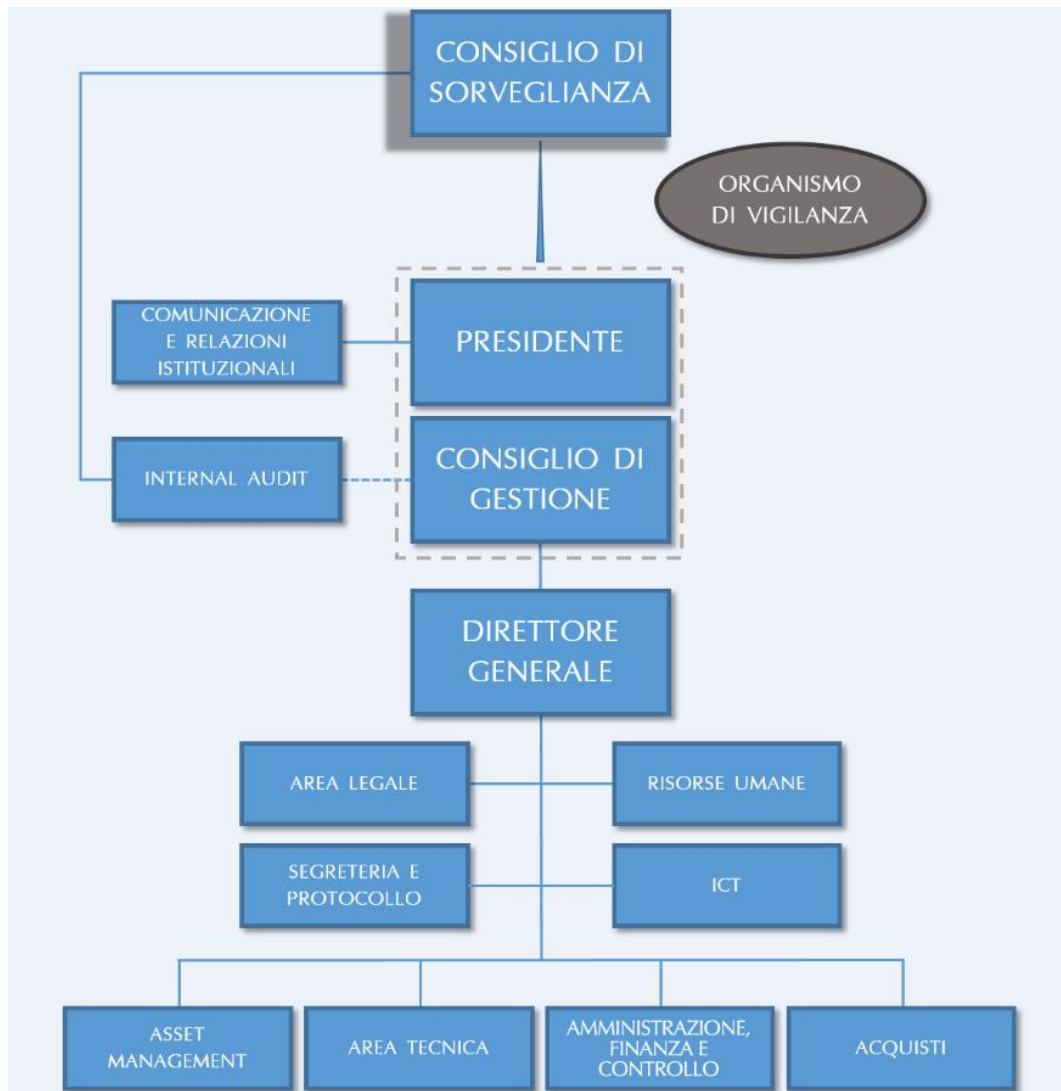 CONSIGLIO DI
SORVEGLIANZA
ORGANISMO
DI VIGILANZA
COMUNICAZIONE
E RELAZIONI
ISTITUZIONALI
PRESIDENTE
INTERNAL AUDIT
CONSIGLIO DI
GESTIONE
DIRETTORE
GENERALE
AREA LEGALE
RISORSE UMANE
SEGRETERIA E
PROTOCOLLO
ICT
ASSET
MANAGEMENT
AREA TECNICA
AMMINISTRAZIONE,
FINANZA E
CONTROLLO
ACQUISTI